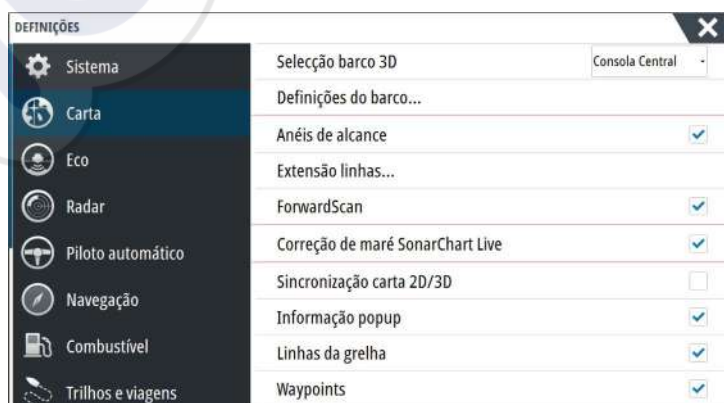 DEFINIÇÕES
Sistema
Carta
Eco
Radar
Piloto automático
Navegação
Combustível
Trilhos e viagens
Selecção barco 3D Consola Central
Definições do barco...
Anéis de alcance
Extensão linhas...
ForwardScan
Correção de maré SonarChart Live
Sincronização carta 2D/3D
Informação popup
Linhas da grelha
Waypoints